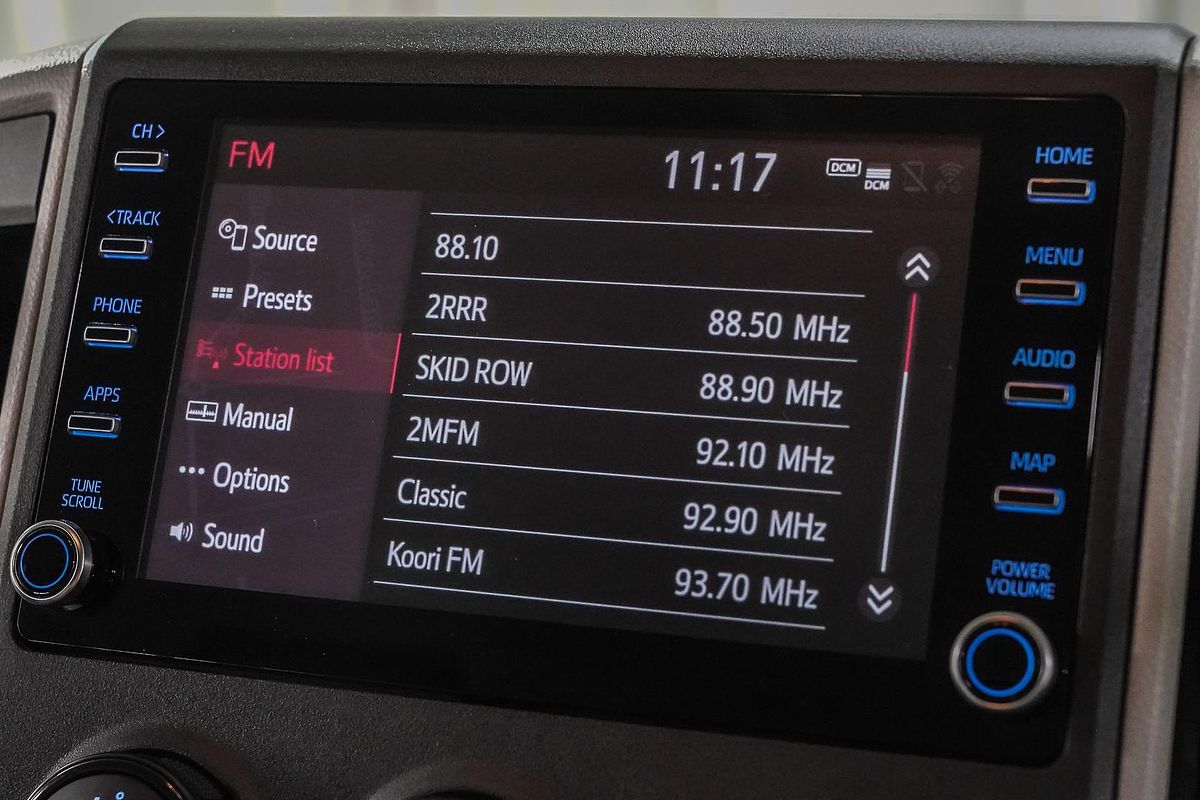 CH >
< TRACK
PHONE
APPS
TUNE
SCROLL
FM
11:17
DCM
DCM
Source
Presets
Station list
Manual
Options
Sound
88.10
2RRR 88.50 MHz
SKID ROW 88.90 MHz
2MFM 92.10 MHz
Classic 92.90 MHz
Koori FM 93.70 MHz
HOME
MENU
AUDIO
MAP
POWER
VOLUME